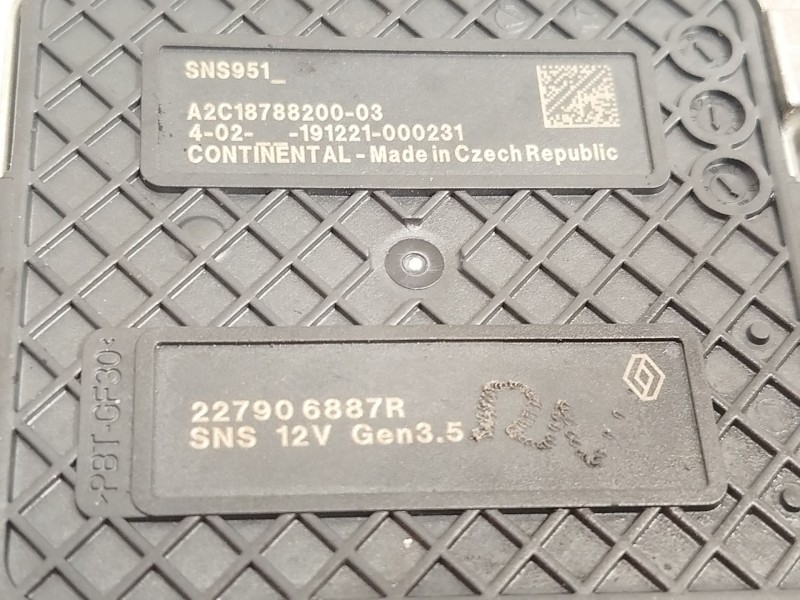 SNS951_
A2C18788200-03
4-02-__-191221-000231
CONTINENTAL - Made in Czech Republic
>PBT-GF30<
22790 6887R
SNS 12V Gen3.5